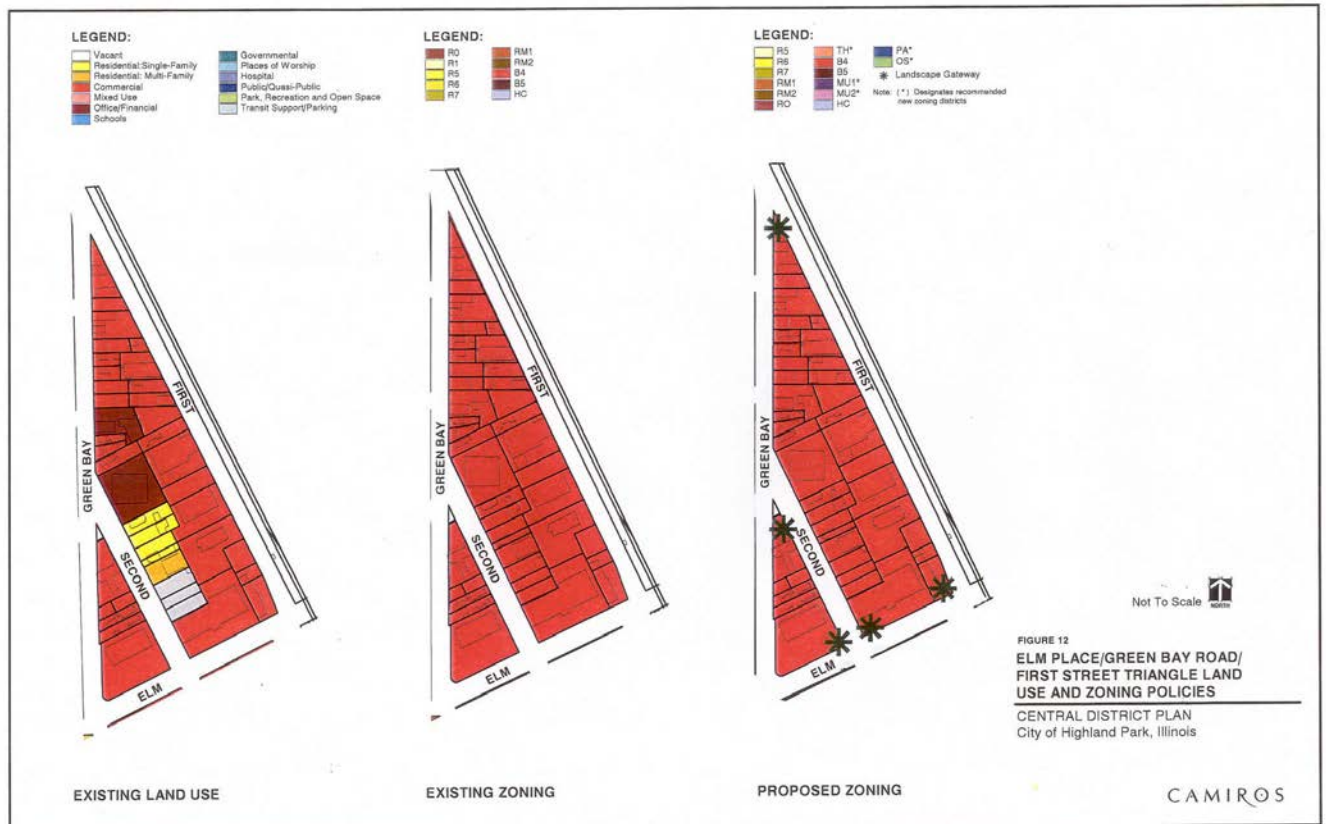 LEGEND:
Vacant
Residential:Single-Family
Residential: Multi-Family
Commercial
Mixed Use
Office/Financial
Schools
Governmental
Places of Worship
Hospital
Public/Quasi-Public
Park, Recreation and Open Space
Transit Support/Parking
LEGEND:
R0
R1
R5
R6
R7
RM1
RM2
B4
B5
HC
LEGEND:
R5
R6
R7
RM1
RM2
RO
TH*
B4
B5
MU1*
MU2*
HC
PA*
OS*
Landscape Gateway
Note: (*) Designates recommended
new zoning districts
GREEN BAY
FIRST
SECOND
ELM
GREEN BAY
FIRST
SECOND
ELM
GREEN BAY
FIRST
SECOND
ELM
Not To Scale
NORTH
FIGURE 12
ELM PLACE/GREEN BAY ROAD/
FIRST STREET TRIANGLE LAND
USE AND ZONING POLICIES
CENTRAL DISTRICT PLAN
City of Highland Park, Illinois
EXISTING LAND USE
EXISTING ZONING
PROPOSED ZONING
CAMIROS